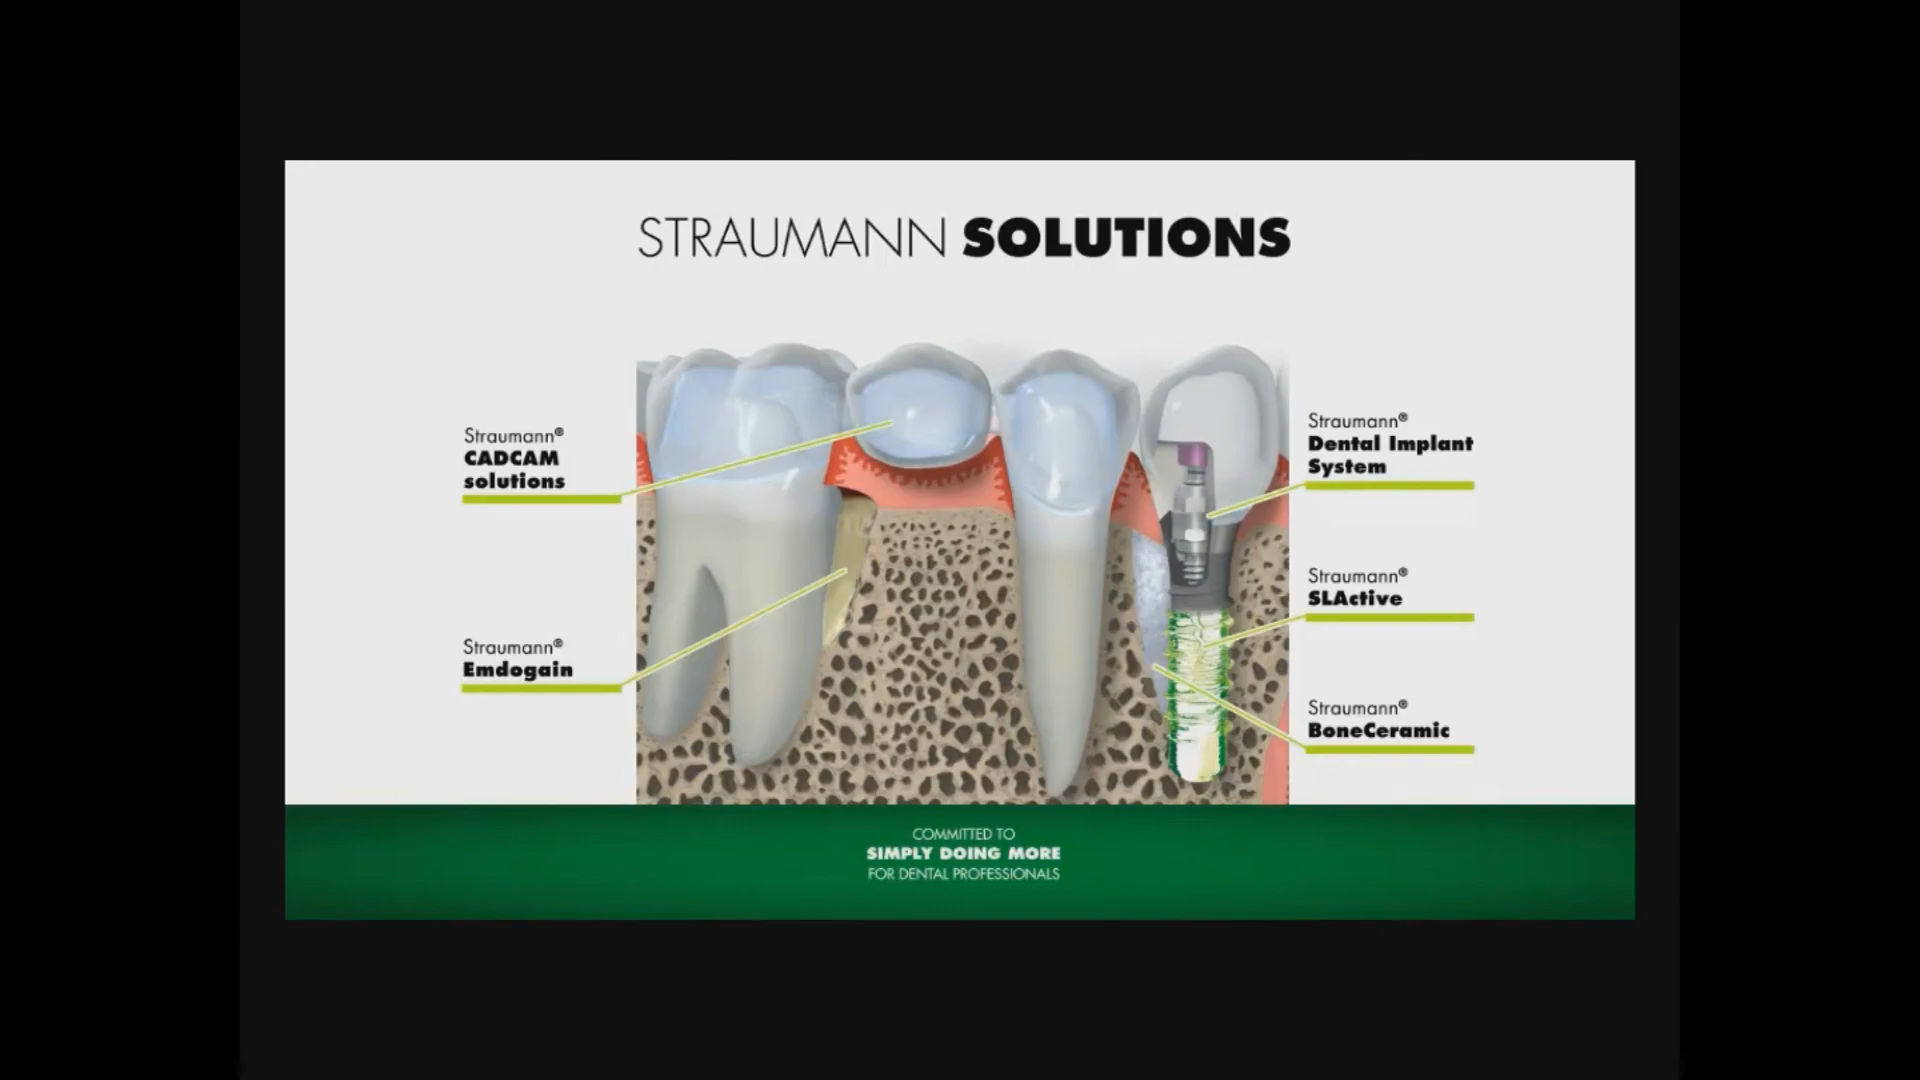 STRAUMANN SOLUTIONS
Straumann®
CADCAM
solutions
Straumann®
Emdogain
Straumann®
Dental Implant
System
Straumann®
SLActive
Straumann®
BoneCeramic
COMMITTED TO
SIMPLY DOING MORE
FOR DENTAL PROFESSIONALS